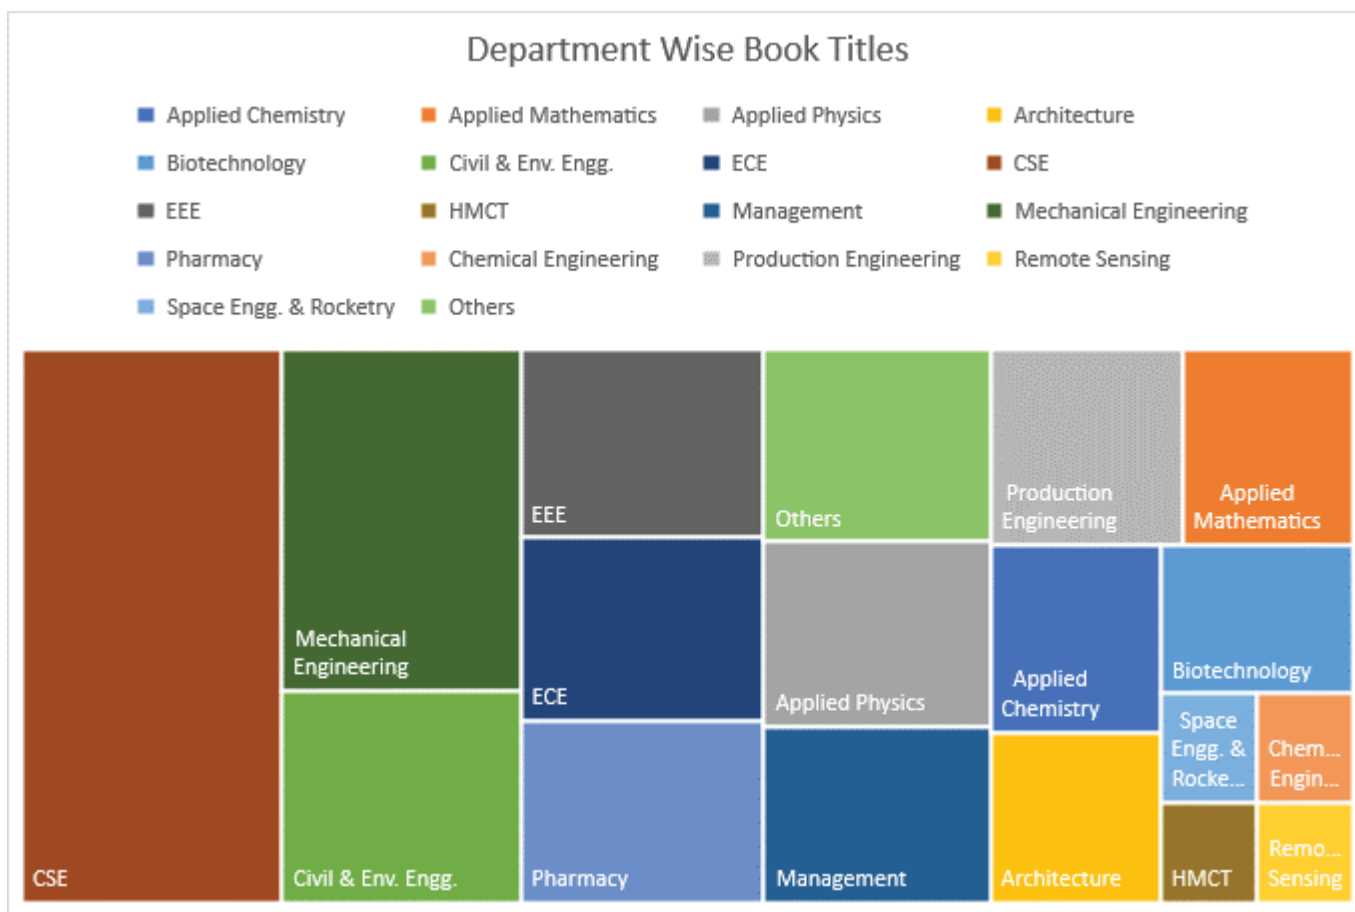 Department Wise Book Titles
Applied Chemistry
Applied Mathematics
Applied Physics
Architecture
Biotechnology
Civil & Env. Engg.
ECE
CSE
EEE
HMCT
Management
Mechanical Engineering
Pharmacy
Chemical Engineering
Production Engineering
Remote Sensing
Space Engg. & Rocketry
Others
CSE
Mechanical
Engineering
Civil & Env. Engg.
EEE
ECE
Pharmacy
Others
Applied Physics
Management
Production
Engineering
Applied
Mathematics
Applied
Chemistry
Biotechnology
Architecture
Space
Engg. &
Rocke...
Chem...
Engin...
HMCT
Remo...
Sensing